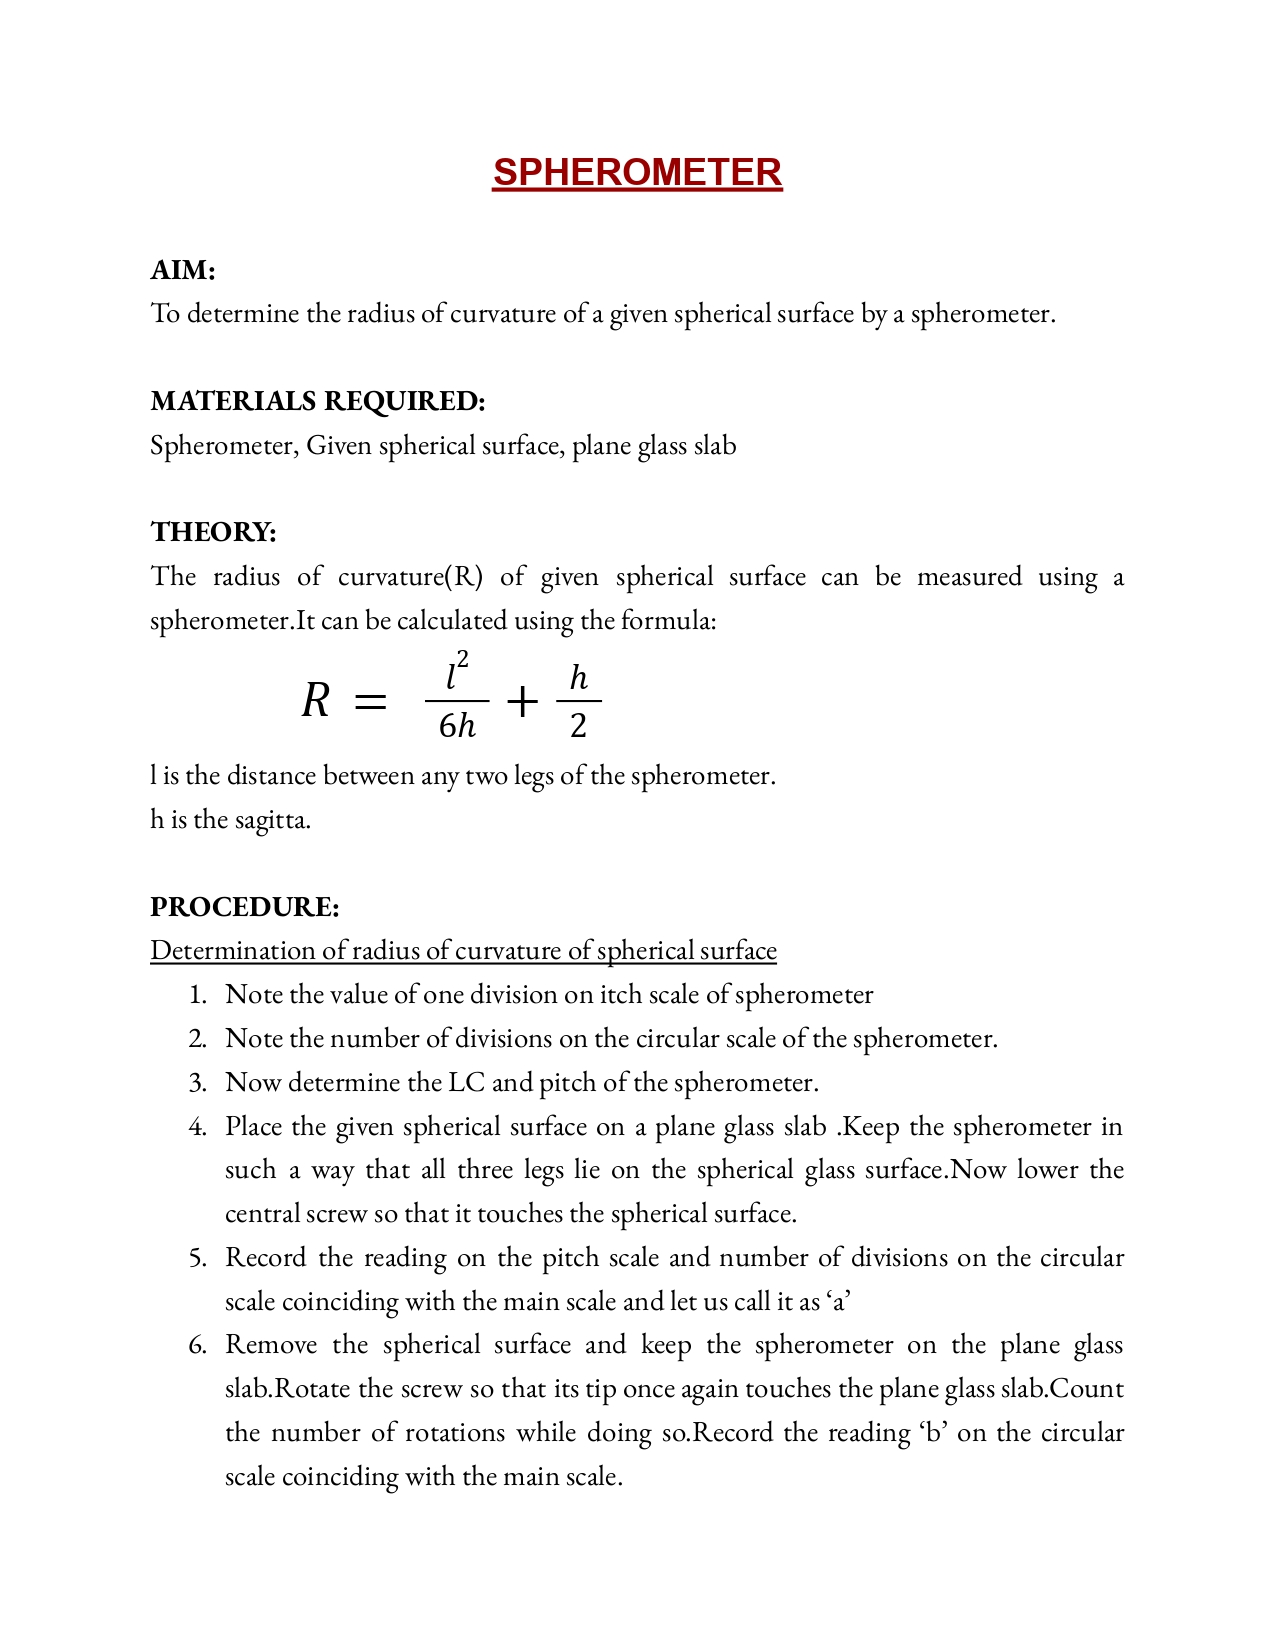 SPHEROMETER
AIM:
To determine the radius of curvature of a given spherical surface by a spherometer.
MATERIALS REQUIRED:
Spherometer, Given spherical surface, plane glass slab
THEORY:
The radius of curvature(R) of given spherical surface can be measured using a
spherometer.It can be calculated using the formula:
R = l²/6h + h/2
l is the distance between any two legs of the spherometer.
h is the sagitta.
PROCEDURE:
Determination of radius of curvature of spherical surface
1. Note the value of one division on itch scale of spherometer
2. Note the number of divisions on the circular scale of the spherometer.
3. Now determine the LC and pitch of the spherometer.
4. Place the given spherical surface on a plane glass slab .Keep the spherometer in
such a way that all three legs lie on the spherical glass surface.Now lower the
central screw so that it touches the spherical surface.
5. Record the reading on the pitch scale and number of divisions on the circular
scale coinciding with the main scale and let us call it as ‘a’
6. Remove the spherical surface and keep the spherometer on the plane glass
slab.Rotate the screw so that its tip once again touches the plane glass slab.Count
the number of rotations while doing so.Record the reading ‘b’ on the circular
scale coinciding with the main scale.